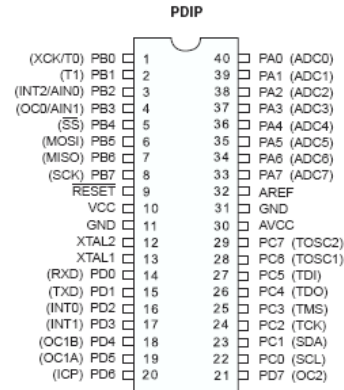 PDIP
(XCK/T0) PB0 1 40 PA0 (ADC0)
(T1) PB1 2 39 PA1 (ADC1)
(INT2/AIN0) PB2 3 38 PA2 (ADC2)
(OC0/AIN1) PB3 4 37 PA3 (ADC3)
(SS) PB4 5 36 PA4 (ADC4)
(MOSI) PB5 6 35 PA5 (ADC5)
(MISO) PB6 7 34 PA6 (ADC6)
(SCK) PB7 8 33 PA7 (ADC7)
RESET 9 32 AREF
VCC 10 31 GND
GND 11 30 AVCC
XTAL2 12 29 PC7 (TOSC2)
XTAL1 13 28 PC6 (TOSC1)
(RXD) PD0 14 27 PC5 (TDI)
(TXD) PD1 15 26 PC4 (TDO)
(INT0) PD2 16 25 PC3 (TMS)
(INT1) PD3 17 24 PC2 (TCK)
(OC1B) PD4 18 23 PC1 (SDA)
(OC1A) PD5 19 22 PC0 (SCL)
(ICP) PD6 20 21 PD7 (OC2)